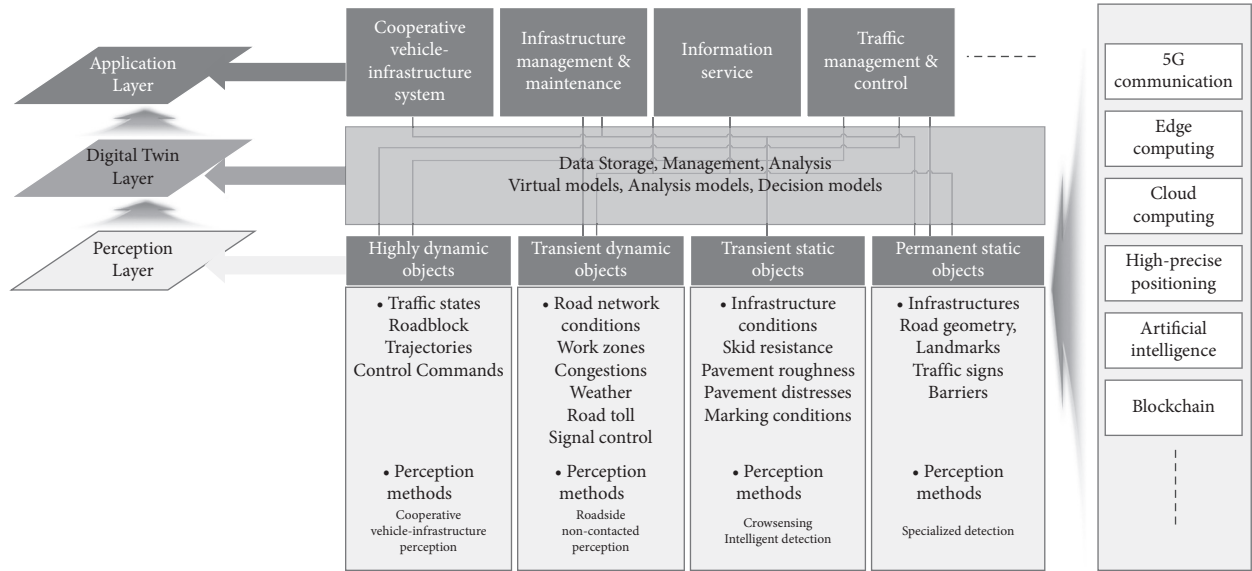 Application
Layer
Digital Twin
Layer
Perception
Layer
Cooperative
vehicle-
infrastructure
system
Infrastructure
management &
maintenance
Information
service
Traffic
management &
control
Data Storage, Management, Analysis
Virtual models, Analysis models, Decision models
Highly dynamic
objects
• Traffic states
Roadblock
Trajectories
Control Commands
• Perception
methods
Cooperative
vehicle-infrastructure
perception
Transient dynamic
objects
• Road network
conditions
Work zones
Congestions
Weather
Road toll
Signal control
• Perception
methods
Roadside
non-contacted
perception
Transient static
objects
• Infrastructure
conditions
Skid resistance
Pavement roughness
Pavement distresses
Marking conditions
• Perception
methods
Crowsensing
Intelligent detection
Permanent static
objects
• Infrastructures
Road geometry,
Landmarks
Traffic signs
Barriers
• Perception
methods
Specialized detection
5G
communication
Edge
computing
Cloud
computing
High-precise
positioning
Artificial
intelligence
Blockchain